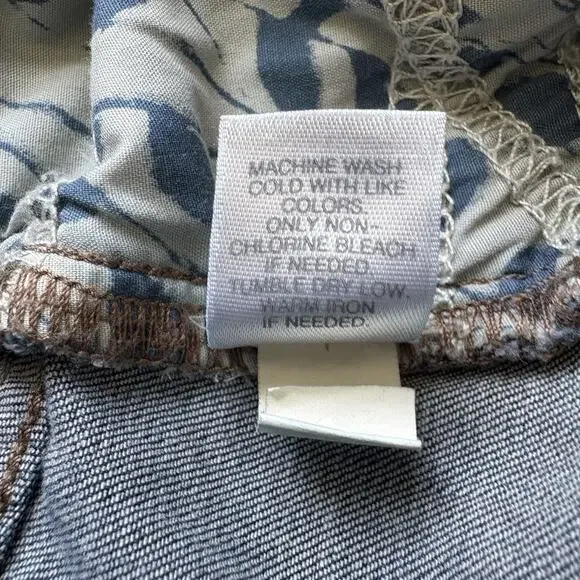 MACHINE WASH
COLD WITH LIKE
COLORS.
ONLY NON-
CHLORINE BLEACH
IF NEEDED.
TUMBLE DRY LOW.
WARM IRON
IF NEEDED.